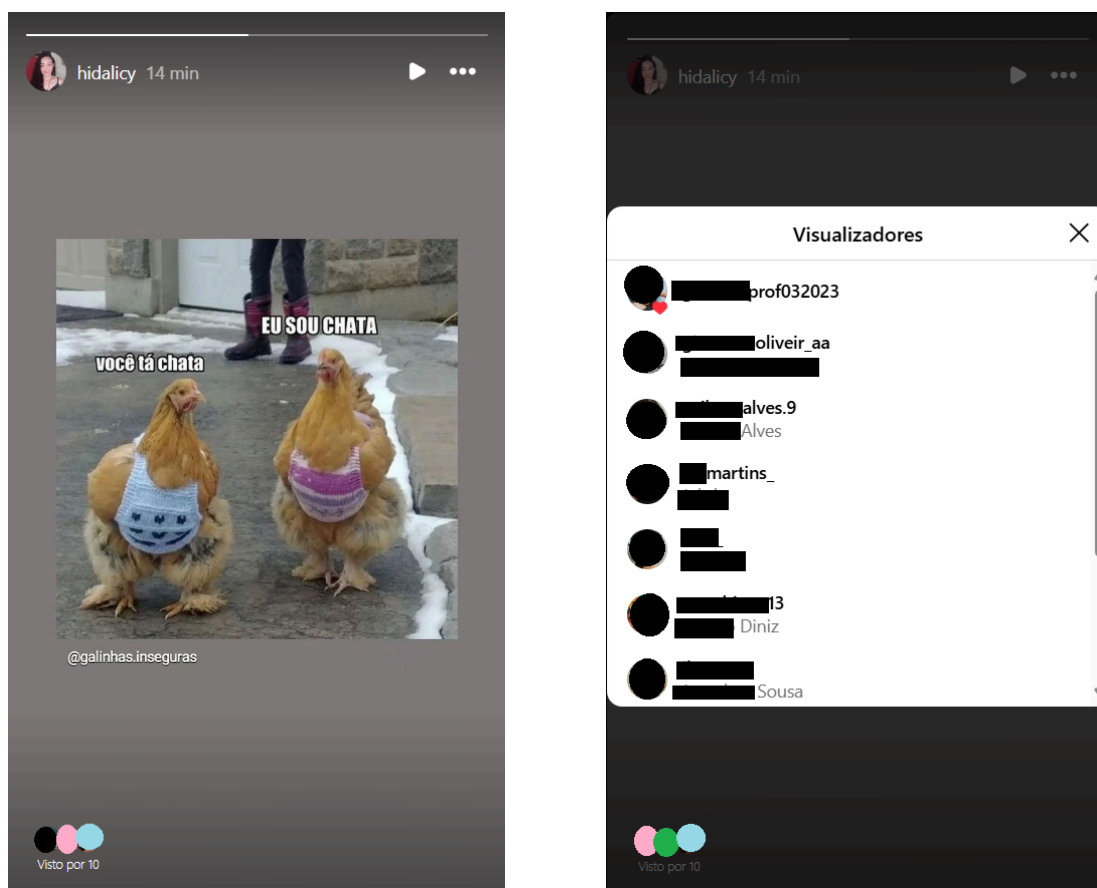 hidalicy 14 min
EU SOU CHATA
você tá chata
@galinhas.inseguras
Visto por 10
hidalicy 14 min
Visualizadores
prof032023
oliveir_aa
alves.9
Alves
martins_
13
Diniz
Sousa
Visto por 10